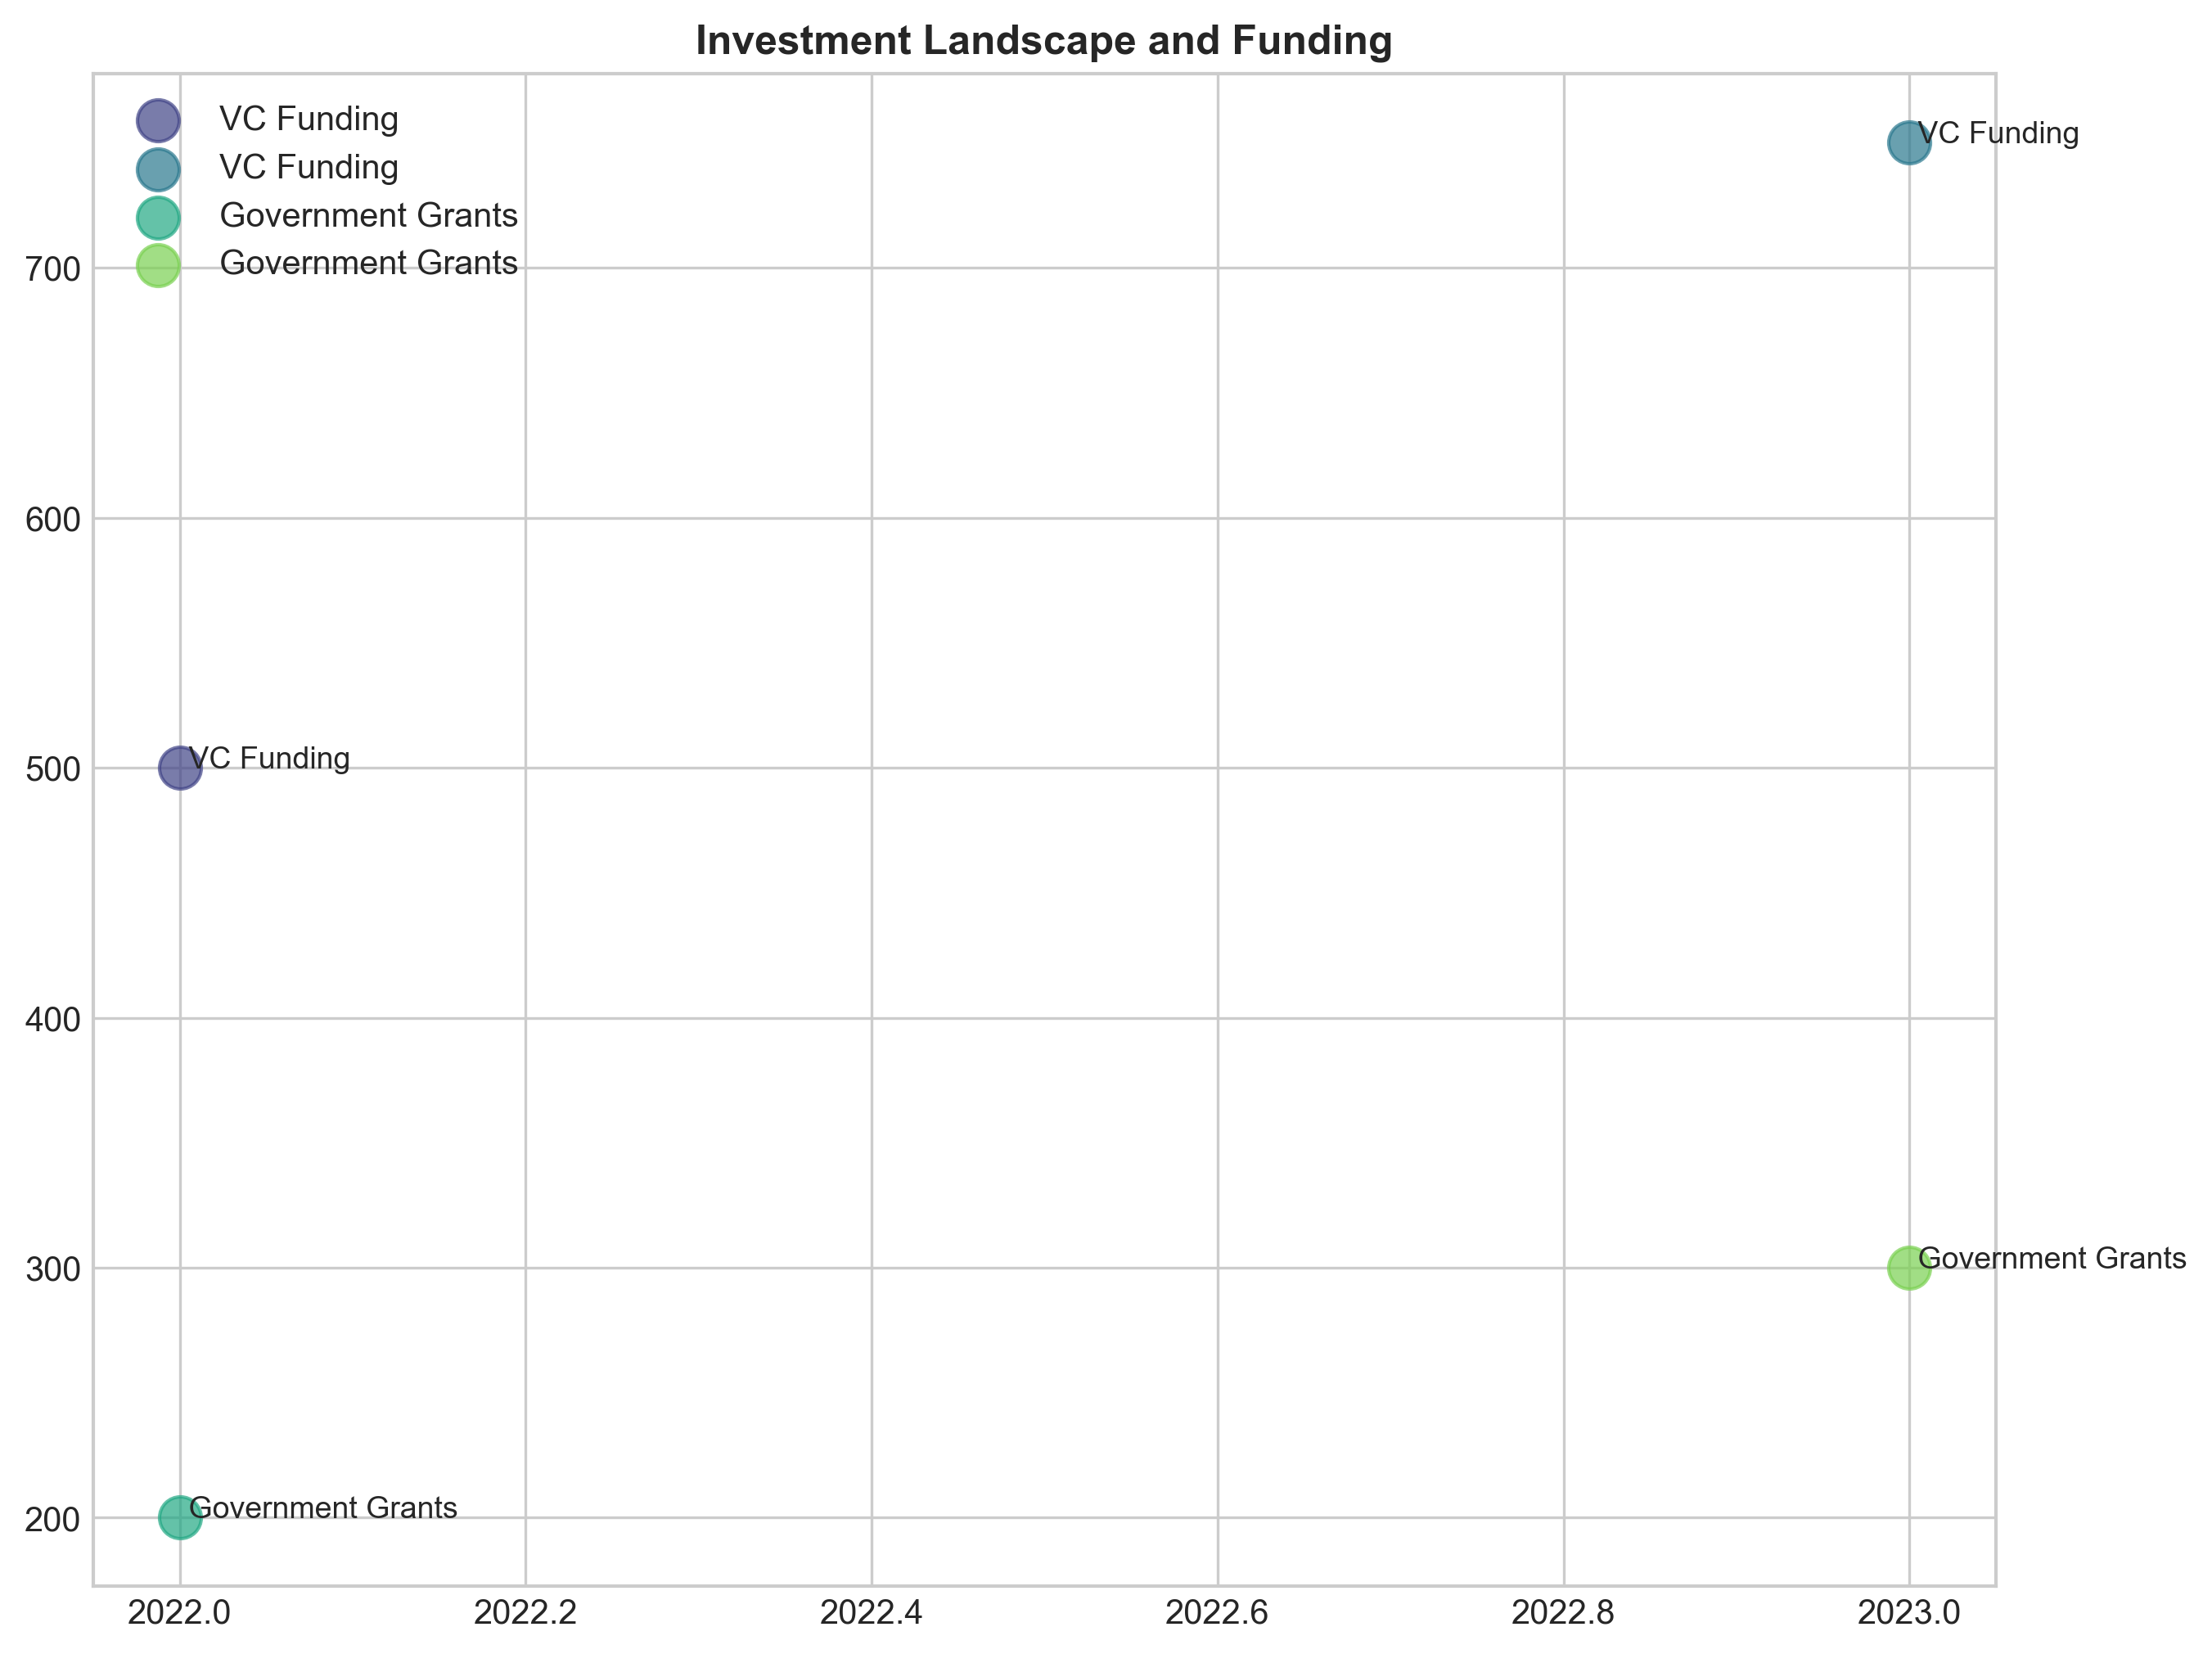 Investment Landscape and Funding
VC Funding
VC Funding
Government Grants
Government Grants
VC Funding
700
600
500
VC Funding
400
300
Government Grants
200
Government Grants
2022.0 2022.2 2022.4 2022.6 2022.8 2023.0